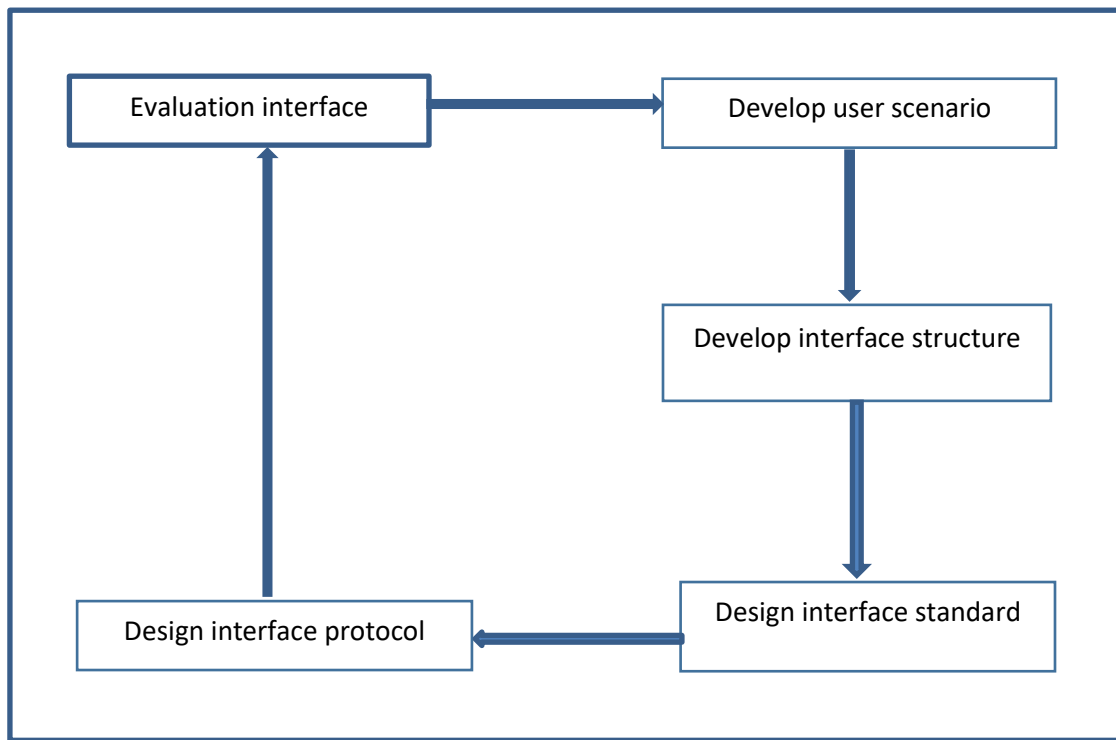 Evaluation interface
Develop user scenario
Develop interface structure
Design interface standard
Design interface protocol